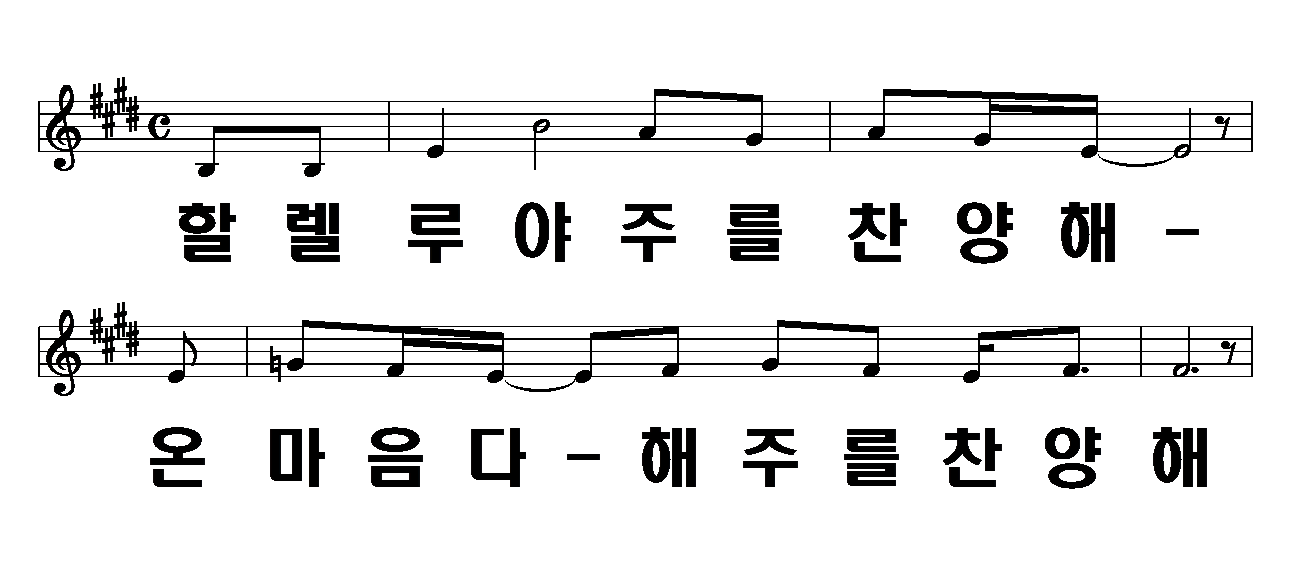 할 렐 루 야 주 를 찬 양 해 -
온 마 음 다 - 해 주 를 찬 양 해